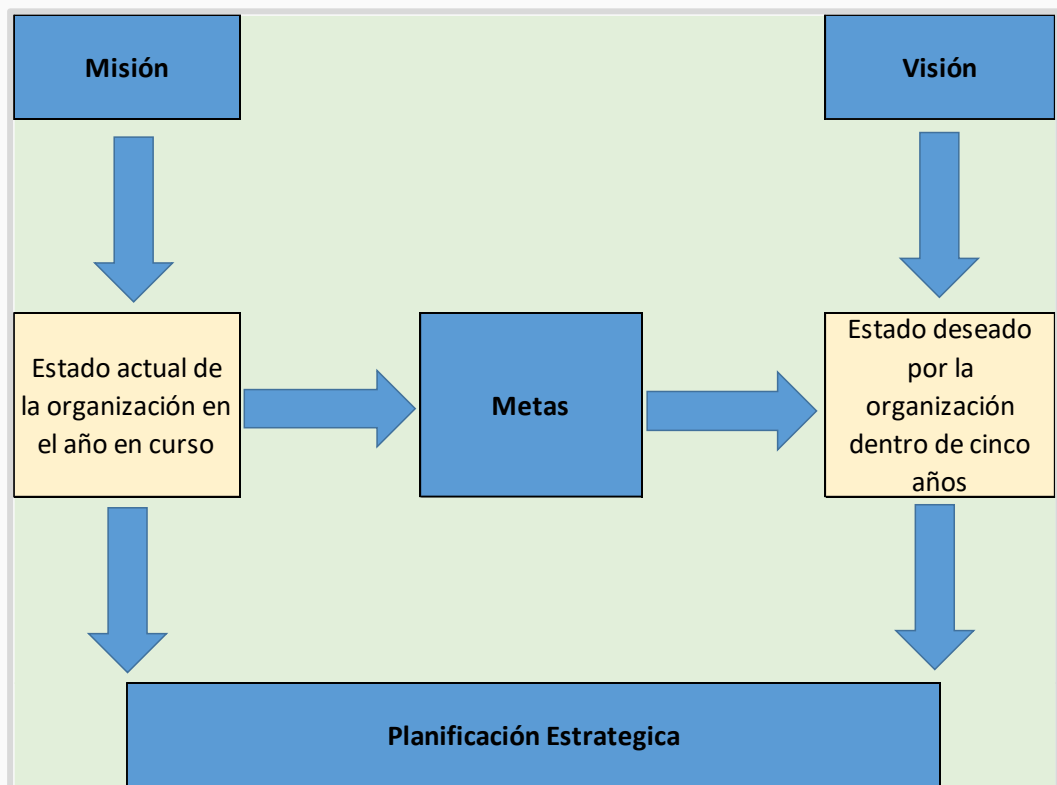 Misión
Visión
Estado actual de
la organización en
el año en curso
Metas
Estado deseado
por la
organización
dentro de cinco
años
Planificación Estrategica